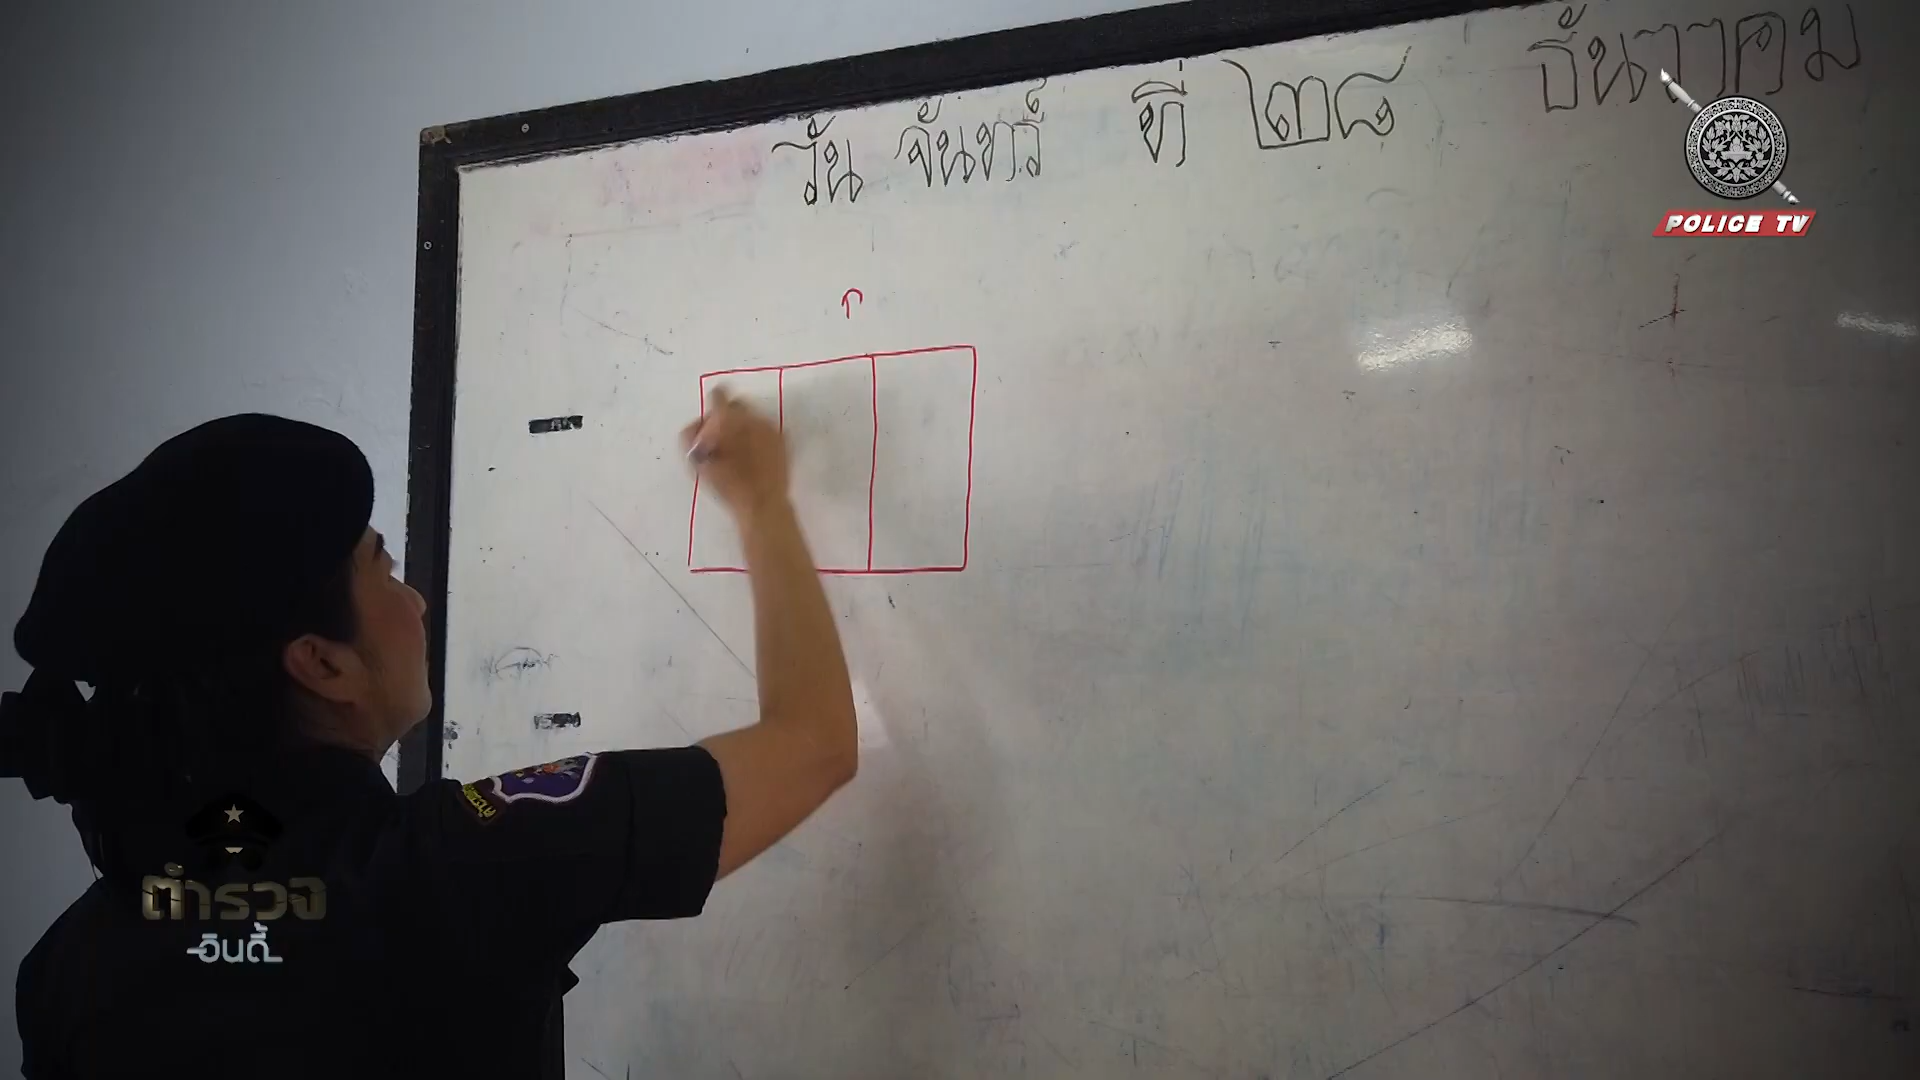 วัน จันทร์ ที่ ๒๘ ธันวาคม
POLICE TV
ก
ตำรวจ
อินดี้